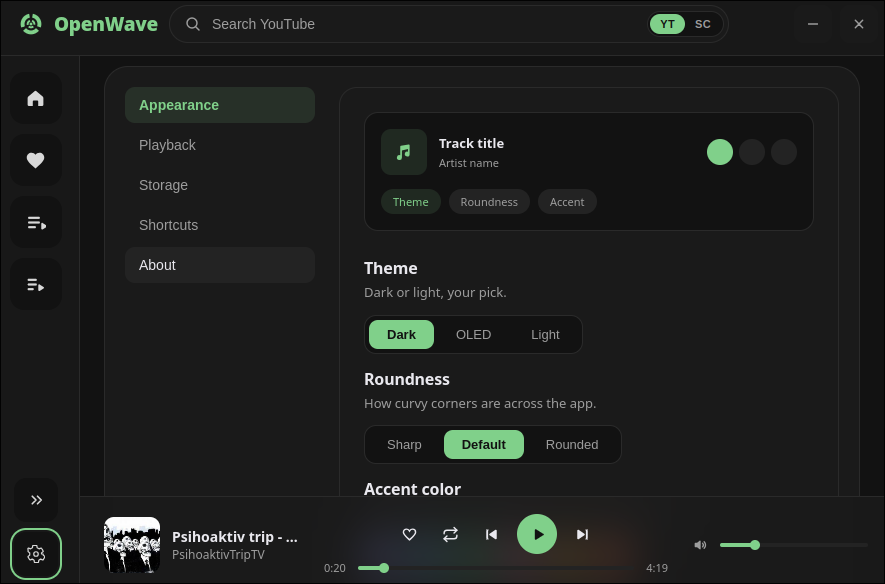 OpenWave
Search YouTube
YT SC
Appearance
Playback
Storage
Shortcuts
About
Track title
Artist name
Theme Roundness Accent
Theme
Dark or light, your pick.
Dark OLED Light
Roundness
How curvy corners are across the app.
Sharp Default Rounded
Accent color
Psihoaktiv trip - ...
PsihoaktivTripTV
0:20
4:19